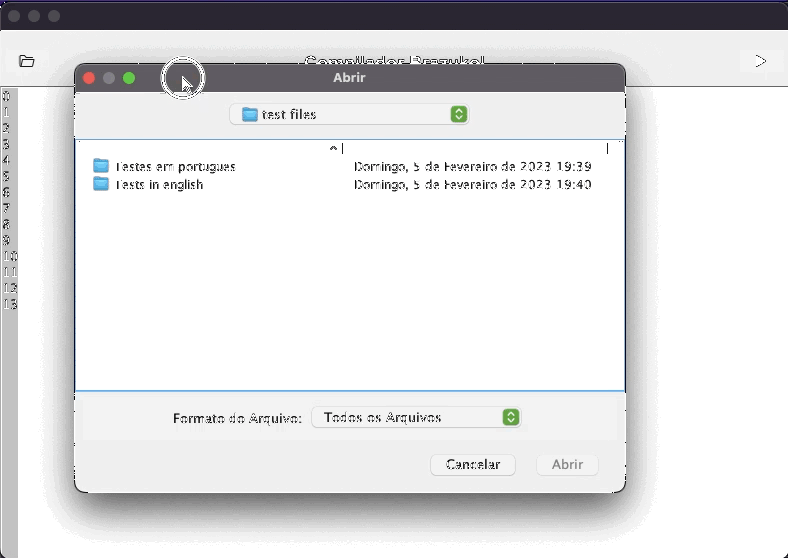 Compilador Brazukol
Abrir
test files
Testes em portugues Domingo, 5 de Fevereiro de 2023 19:39
Tests in english Domingo, 5 de Fevereiro de 2023 19:40
Formato do Arquivo: Todos os Arquivos
Cancelar Abrir
0
1
2
3
4
5
6
7
8
9
10
11
12
13